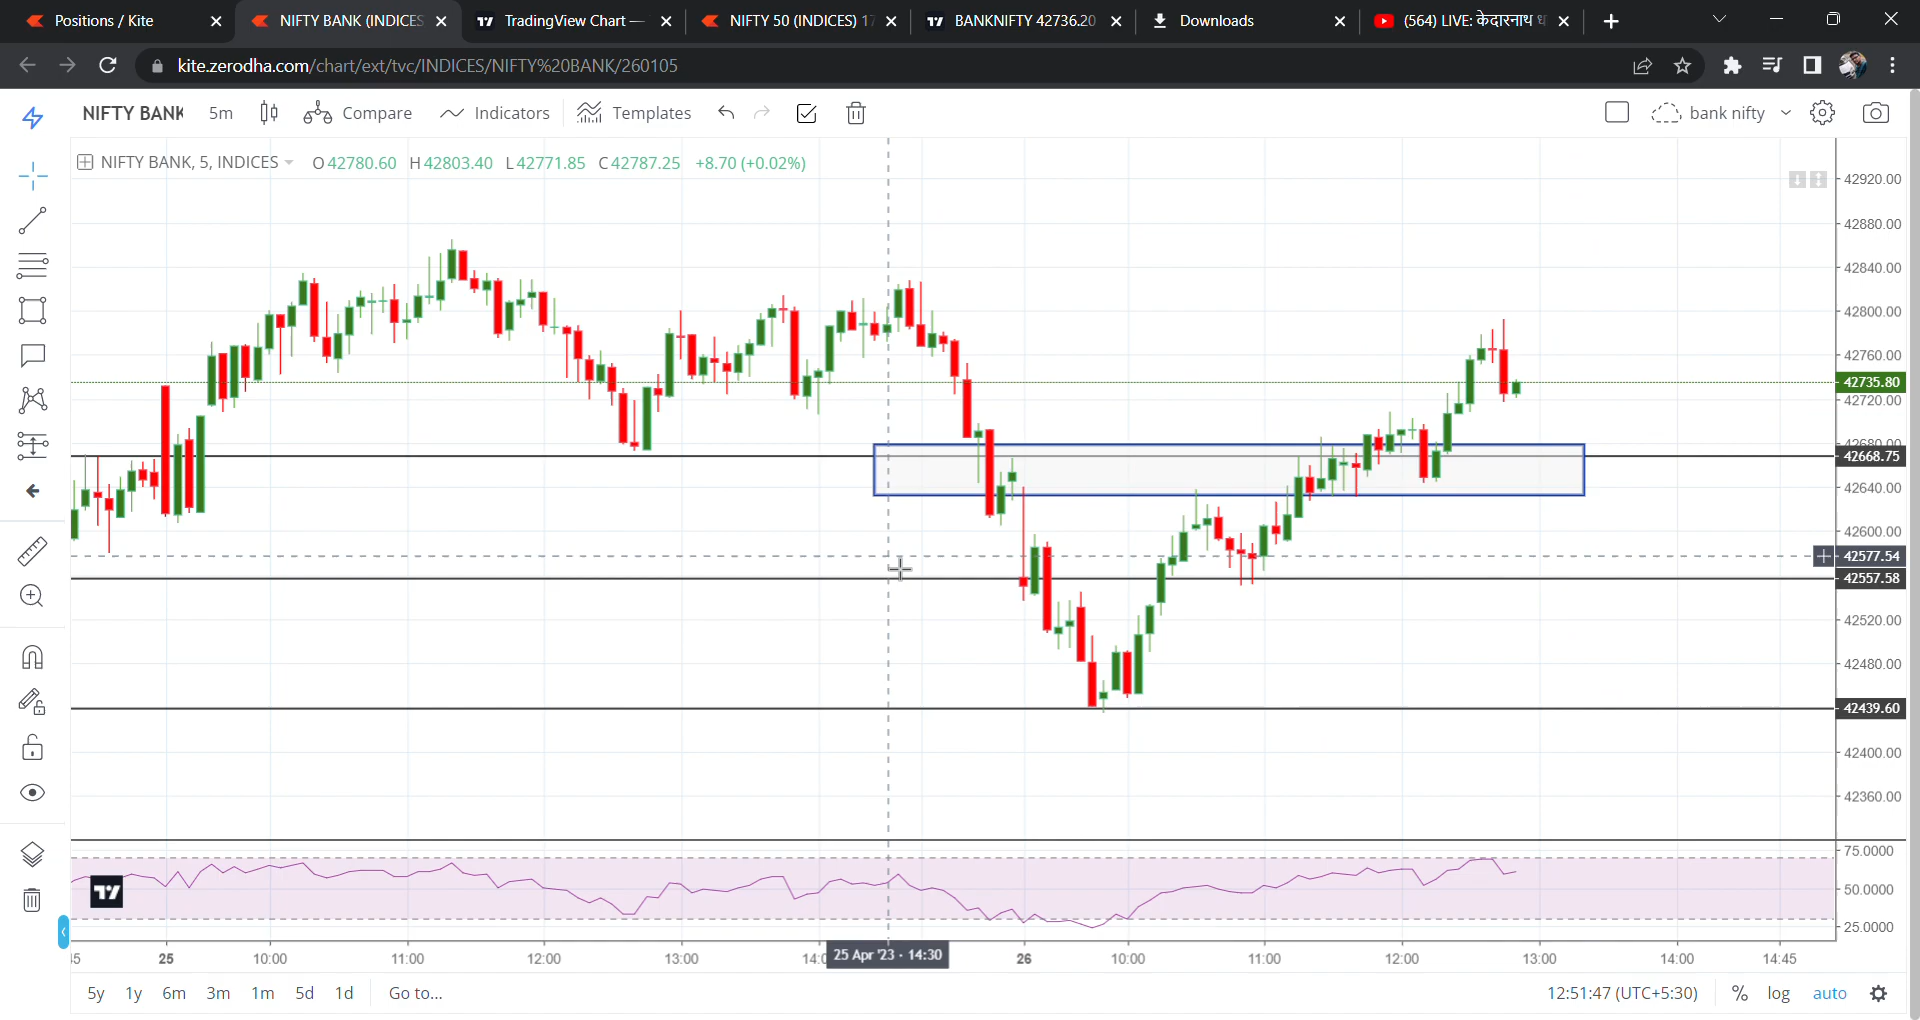 Positions / Kite
NIFTY BANK (INDICES
TradingView Chart —
NIFTY 50 (INDICES) 17
BANKNIFTY 42736.20
Downloads
(564) LIVE: केदारनाथ
kite.zerodha.com/chart/ext/tvc/INDICES/NIFTY%20BANK/260105
NIFTY BANK 5m Compare Indicators Templates bank nifty
NIFTY BANK, 5, INDICES O42780.60 H42803.40 L42771.85 C42787.25 +8.70 (+0.02%)
42920.00
42880.00
42840.00
42800.00
42760.00
42735.80
42720.00
42680.00
42668.75
42640.00
42600.00
42577.54
42557.58
42520.00
42480.00
42439.60
42400.00
42360.00
75.0000
50.0000
25.0000
25 10:00 11:00 12:00 13:00 25 Apr '23 · 14:30 26 10:00 11:00 12:00 13:00 14:00 14:45
5y 1y 6m 3m 1m 5d 1d Go to... 12:51:47 (UTC+5:30) % log auto